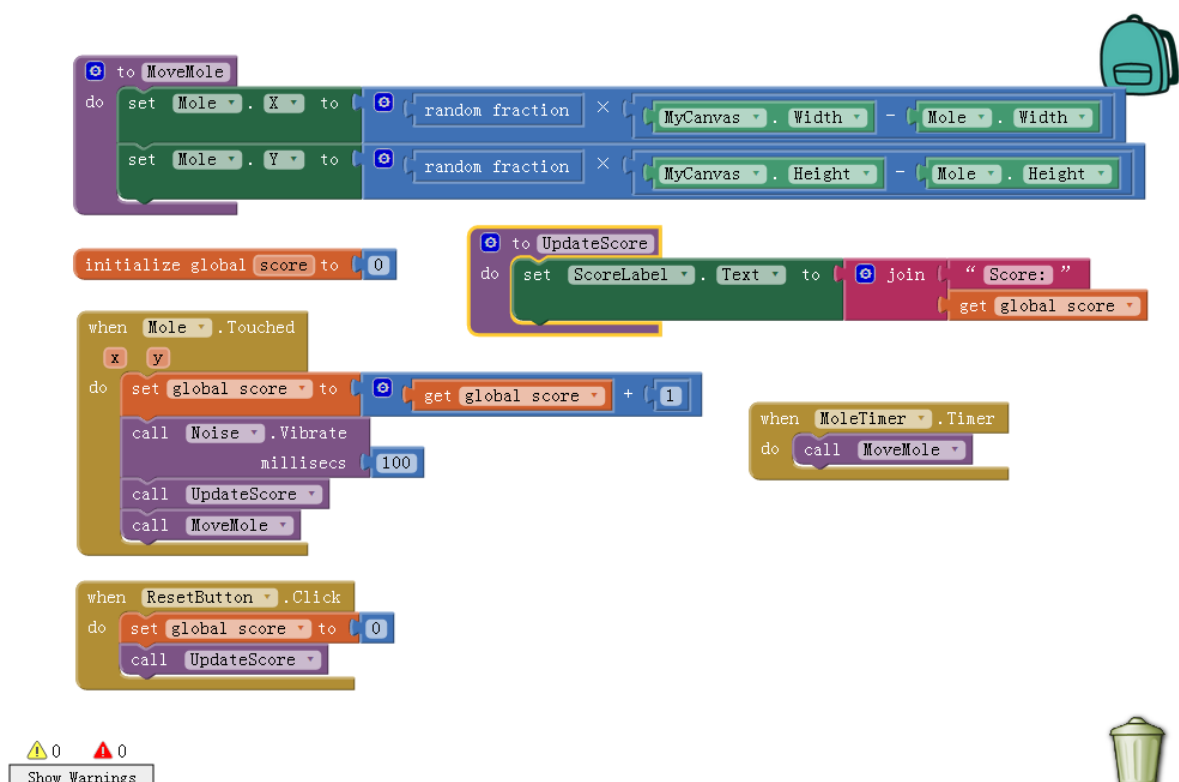 to MoveMole
do set Mole . X to random fraction × MyCanvas . Width - Mole . Width
set Mole . Y to random fraction × MyCanvas . Height - Mole . Height
initialize global score to 0
to UpdateScore
do set ScoreLabel . Text to join " Score: "
get global score
when Mole .Touched
x y
do set global score to get global score + 1
call Noise .Vibrate
millisecs 100
call UpdateScore
call MoveMole
when MoleTimer .Timer
do call MoveMole
when ResetButton .Click
do set global score to 0
call UpdateScore
0 0
Show Warnings